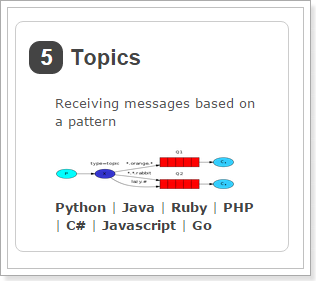 5 Topics
Receiving messages based on
a pattern
type=topic
*.orange.*
Q1
P
X
C₁
*.*.rabbit
Q2
lazy.#
C₂
Python | Java | Ruby | PHP
| C# | Javascript | Go